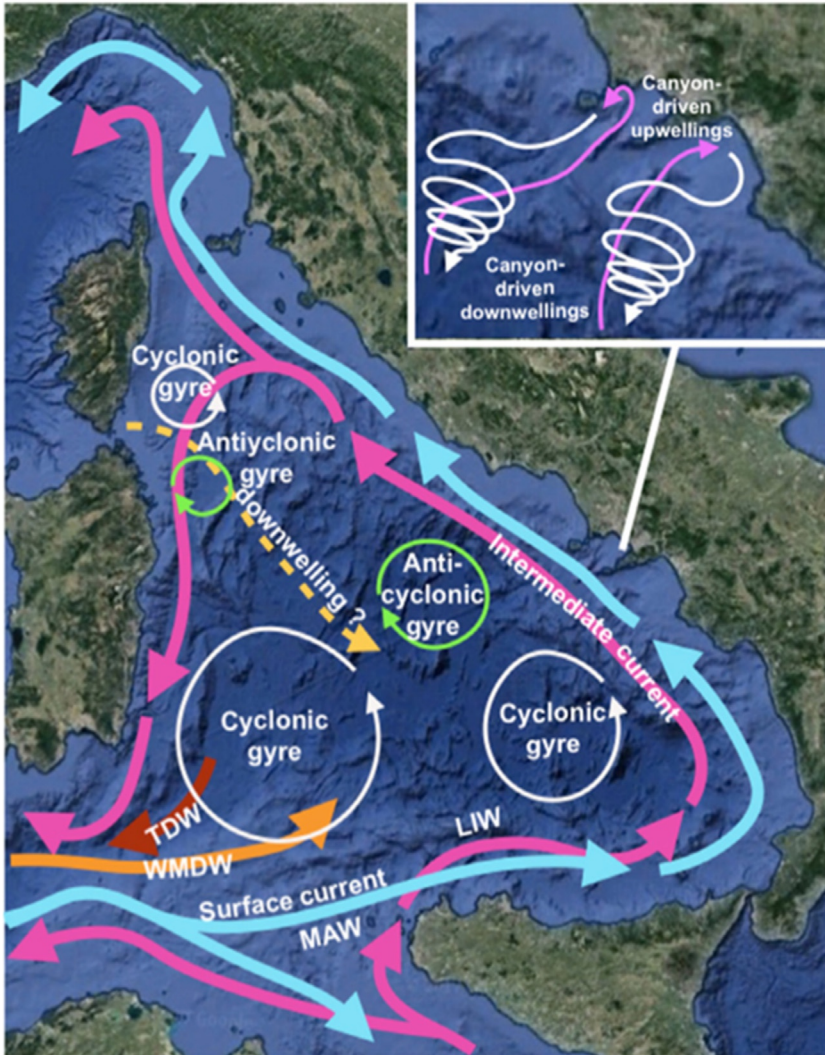 Canyon-
driven
upwellings
Canyon-
driven
downwellings
Cyclonic
gyre
Antiyclonic
gyre
downwelling ?
Anti-
cyclonic
gyre
Intermediate current
Cyclonic
gyre
Cyclonic
gyre
TDW
WMDW
LIW
Surface current
MAW